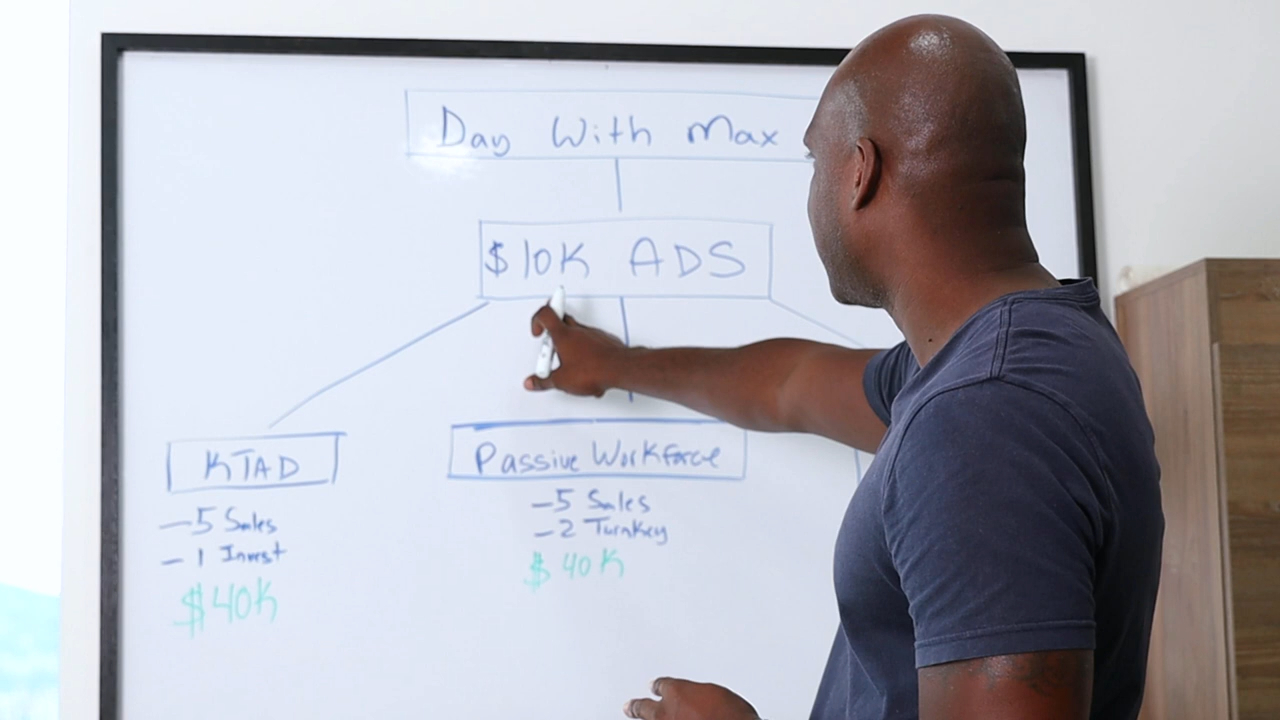 Day With Max
$10K ADS
KTAD
- 5 Sales
- 1 Invest
$40K
Passive Workforce
- 5 Sales
- 2 Turnkey
$40K